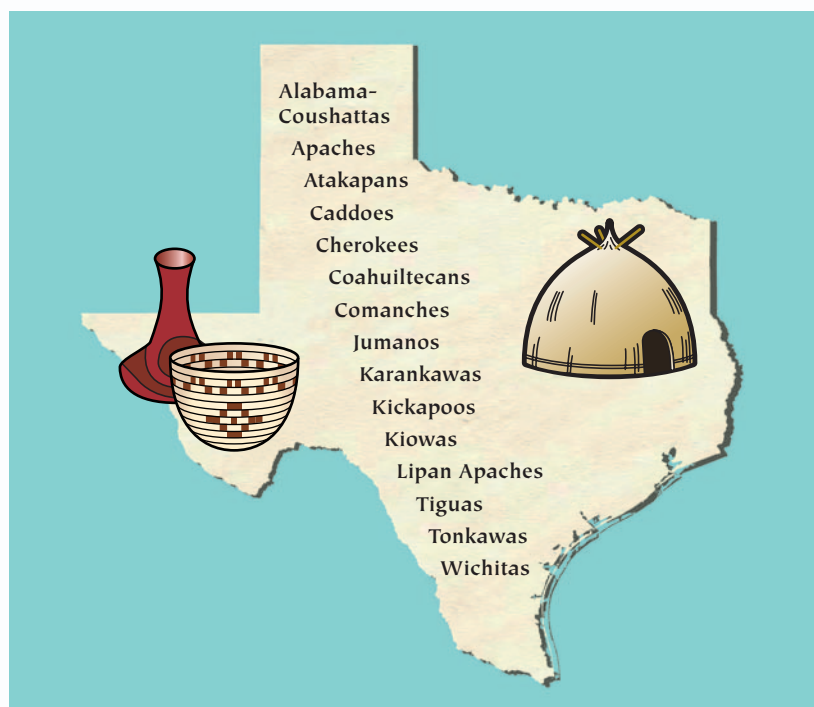 Alabama-
Coushattas
Apaches
Atakapans
Caddoes
Cherokees
Coahuiltecans
Comanches
Jumanos
Karankawas
Kickapoos
Kiowas
Lipan Apaches
Tiguas
Tonkawas
Wichitas